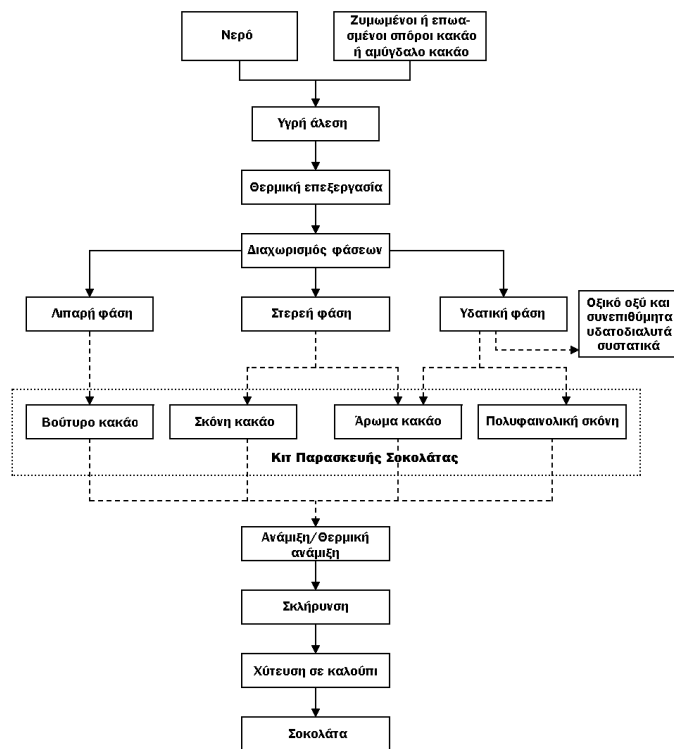 Νερό
Ζυμωμένοι ή επωα-
σμένοι σπόροι κακάο
ή αμύγδαλο κακάο
Υγρή άλεση
Θερμική επεξεργασία
Διαχωρισμός φάσεων
Λιπαρή φάση
Στερεή φάση
Υδατική φάση
Οξικό οξύ και
συνεπιθύμητα
υδατοδιαλυτά
συστατικά
Βούτυρο κακάο
Σκόνη κακάο
Άρωμα κακάο
Πολυφαινολική σκόνη
Κιτ Παρασκευής Σοκολάτας
Ανάμιξη/Θερμική
ανάμιξη
Σκλήρυνση
Χύτευση σε καλούπι
Σοκολάτα